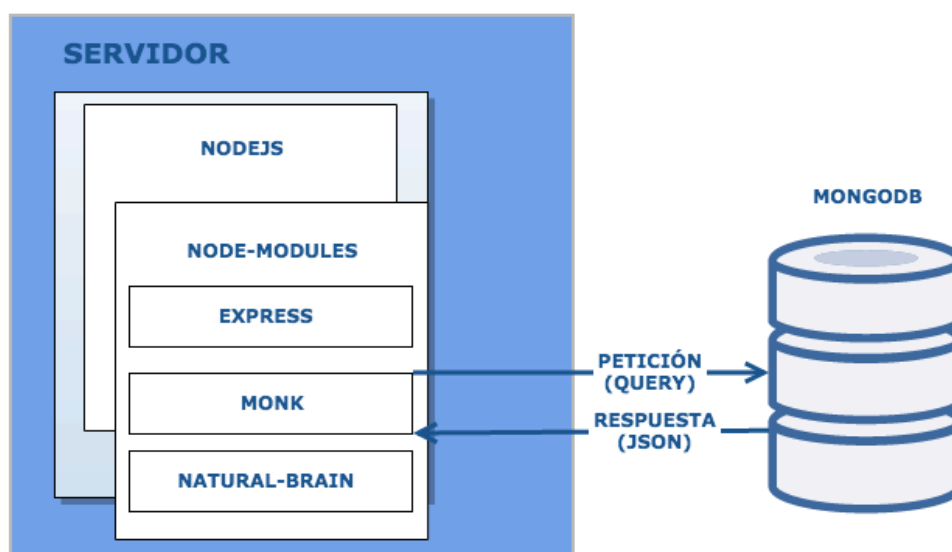 SERVIDOR
NODEJS
NODE-MODULES
EXPRESS
MONK
NATURAL-BRAIN
PETICIÓN
(QUERY)
RESPUESTA
(JSON)
MONGODB